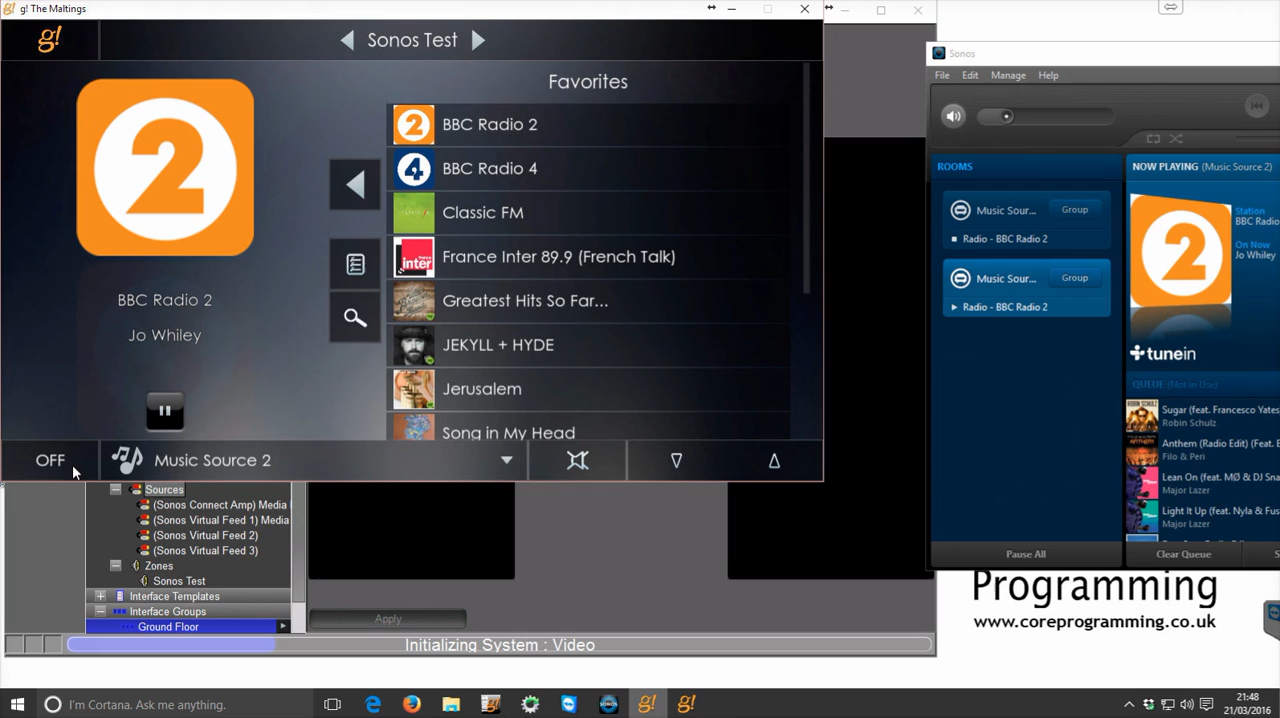 g! The Maltings
g!
Sonos Test
Favorites
2
BBC Radio 2
Jo Whiley
2 BBC Radio 2
4 BBC Radio 4
Classic FM
inter France Inter 89.9 (French Talk)
Greatest Hits So Far...
JEKYLL + HYDE
Jerusalem
Song in My Head
OFF
Music Source 2
Sources
(Sonos Connect Amp) Media
(Sonos Virtual Feed 1) Media
(Sonos Virtual Feed 2)
(Sonos Virtual Feed 3)
Zones
Sonos Test
Interface Templates
Interface Groups
Ground Floor
Apply
Initializing System : Video
Sonos
File Edit Manage Help
ROOMS
Music Sour... Group
Radio - BBC Radio 2
Music Sour... Group
Radio - BBC Radio 2
Pause All
NOW PLAYING (Music Source 2)
2
Station
BBC Radio
On Now
Jo Whiley
tunein
QUEUE (Not in Use)
Sugar (feat. Francesco Yates
Robin Schulz
Anthem (Radio Edit) (Feat.
Filo & Peri
Lean On (feat. MØ & DJ Sna
Major Lazer
Light It Up (feat. Nyla & Fus
Major Lazer
Clear Queue
Programming
www.coreprogramming.co.uk
I'm Cortana. Ask me anything.
SONOS
g!
g!
21:48
21/03/2016